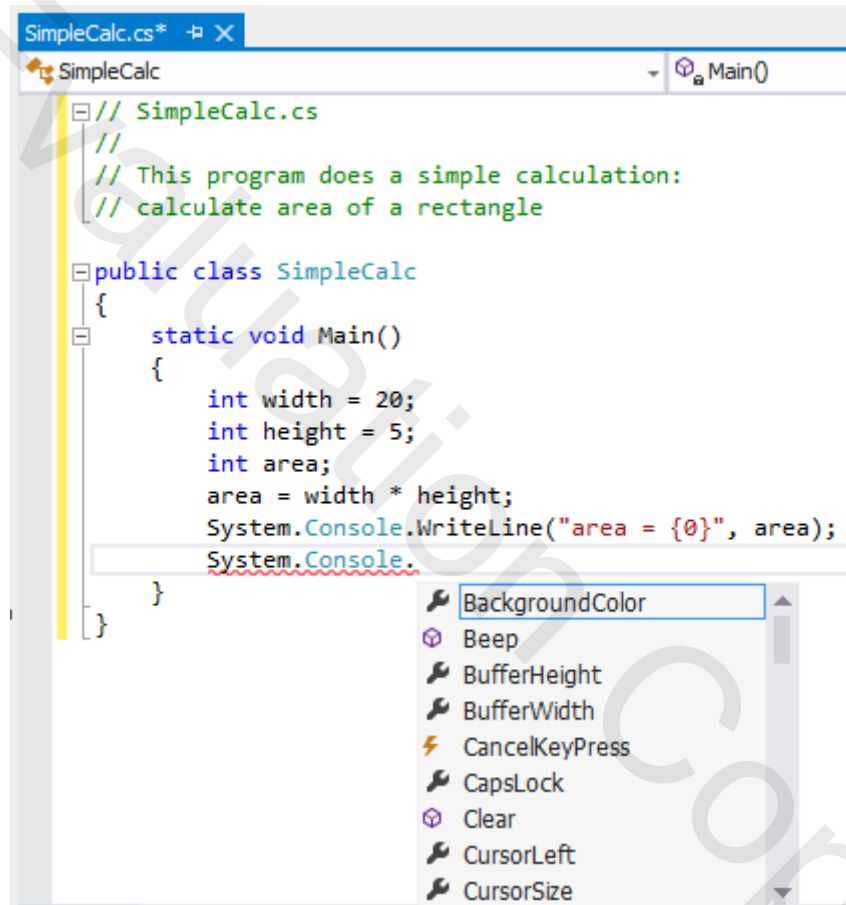 SimpleCalc.cs*
SimpleCalc Main()
// SimpleCalc.cs
//
// This program does a simple calculation:
// calculate area of a rectangle
public class SimpleCalc
{
static void Main()
{
int width = 20;
int height = 5;
int area;
area = width * height;
System.Console.WriteLine("area = {0}", area);
System.Console.
}
}
BackgroundColor
Beep
BufferHeight
BufferWidth
CancelKeyPress
CapsLock
Clear
CursorLeft
CursorSize